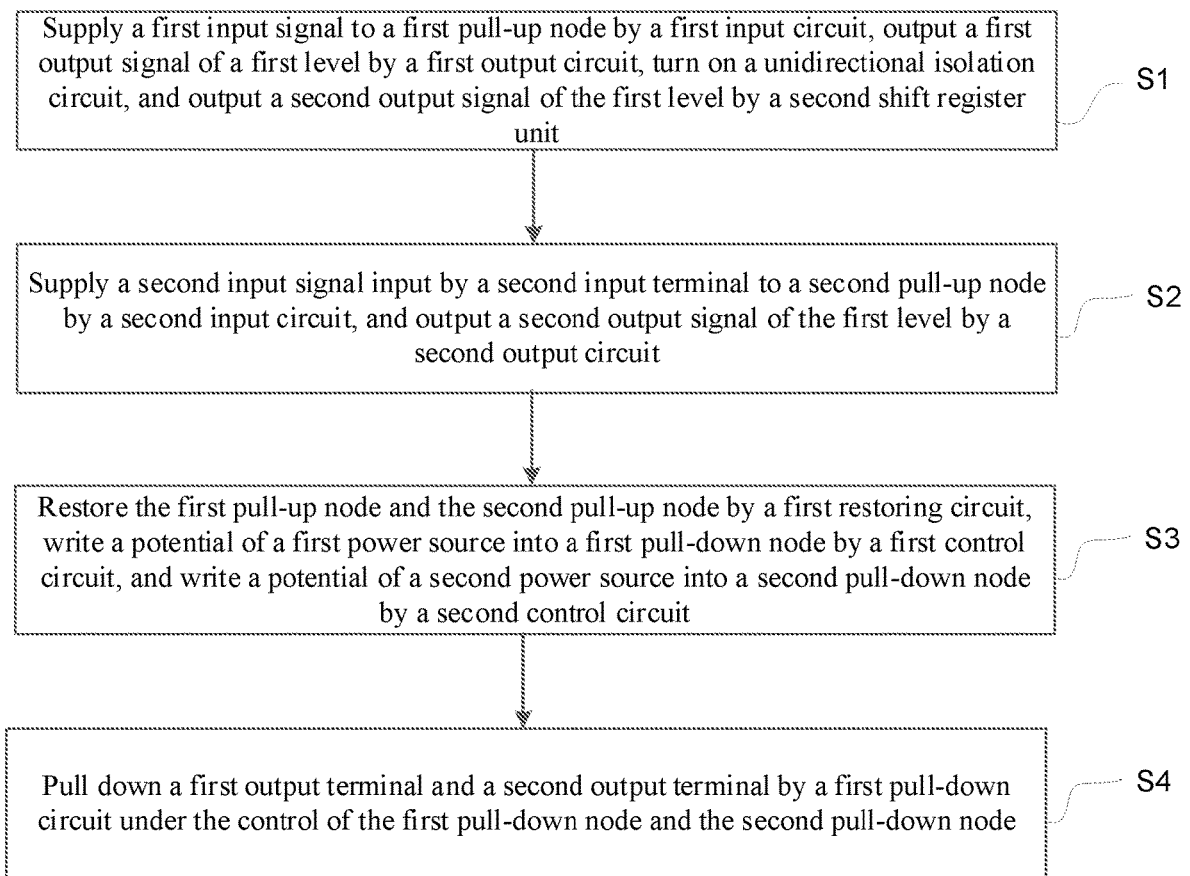 Supply a first input signal to a first pull-up node by a first input circuit, output a first
output signal of a first level by a first output circuit, turn on a unidirectional isolation
circuit, and output a second output signal of the first level by a second shift register
unit
S1
Supply a second input signal input by a second input terminal to a second pull-up node
by a second input circuit, and output a second output signal of the first level by a
second output circuit
S2
Restore the first pull-up node and the second pull-up node by a first restoring circuit,
write a potential of a first power source into a first pull-down node by a first control
circuit, and write a potential of a second power source into a second pull-down node
by a second control circuit
S3
Pull down a first output terminal and a second output terminal by a first pull-down
circuit under the control of the first pull-down node and the second pull-down node
S4